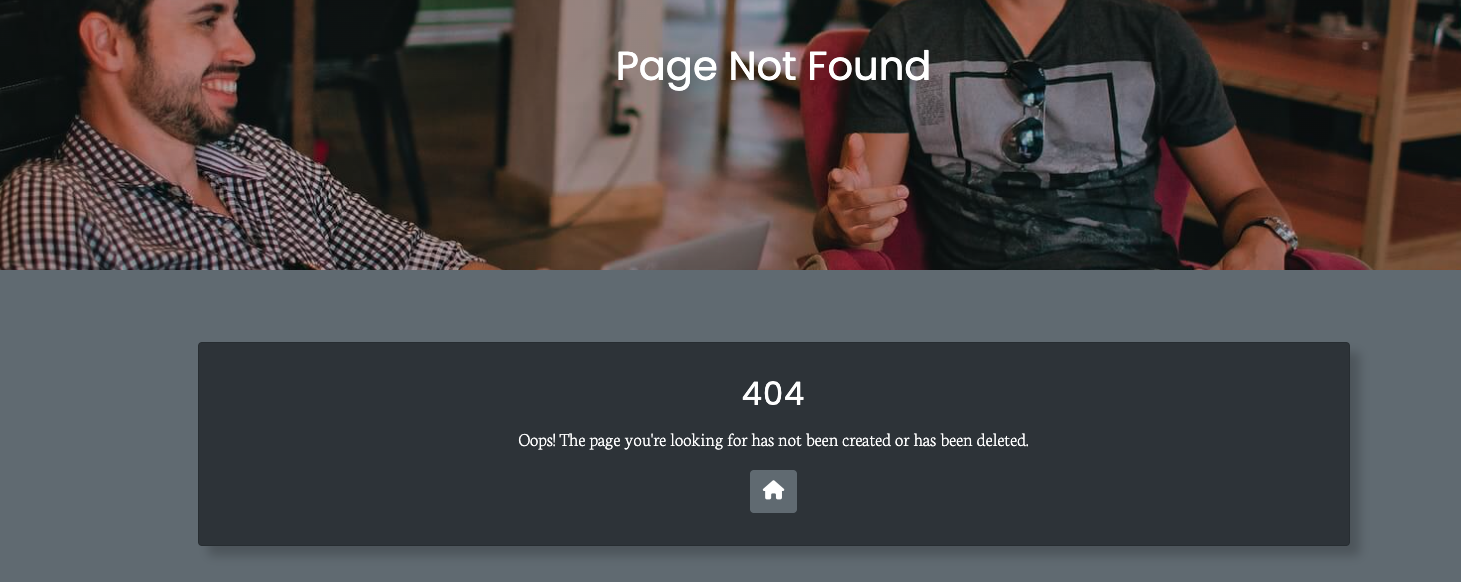 Page Not Found
404
Oops! The page you're looking for has not been created or has been deleted.